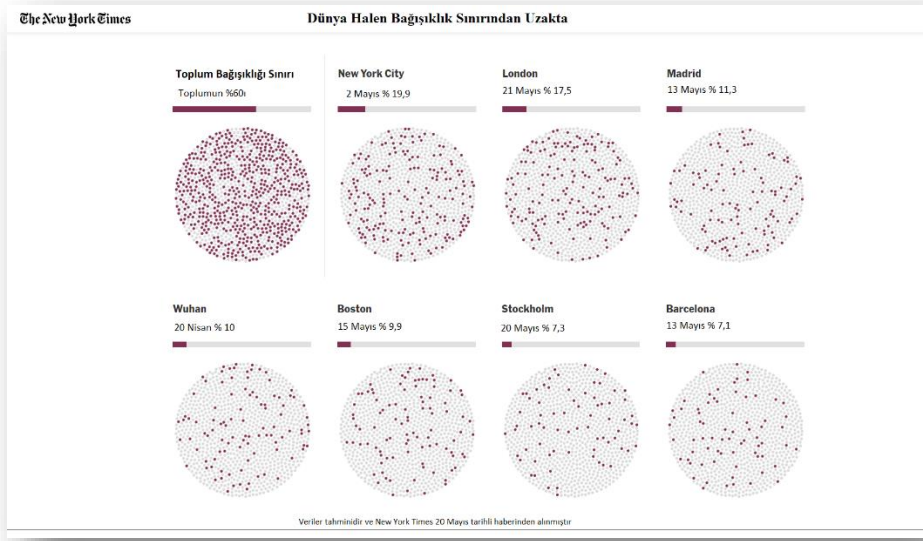 The New York Times
Dünya Halen Bağışıklık Sınırından Uzakta
Toplum Bağışıklığı Sınırı
Toplumun %60ı
New York City
2 Mayıs % 19,9
London
21 Mayıs % 17,5
Madrid
13 Mayıs % 11,3
Wuhan
20 Nisan % 10
Boston
15 Mayıs % 9,9
Stockholm
20 Mayıs % 7,3
Barcelona
13 Mayıs % 7,1
Veriler tahminidir ve New York Times 20 Mayıs tarihli haberinden alınmıştır